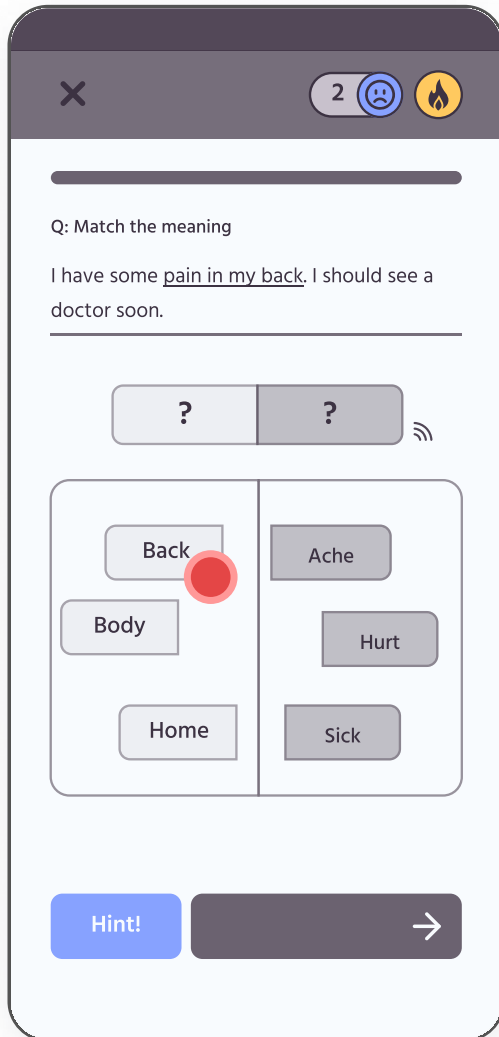 2
Q: Match the meaning
I have some pain in my back. I should see a
doctor soon.
? ?
Back
Ache
Body
Hurt
Home
Sick
Hint!